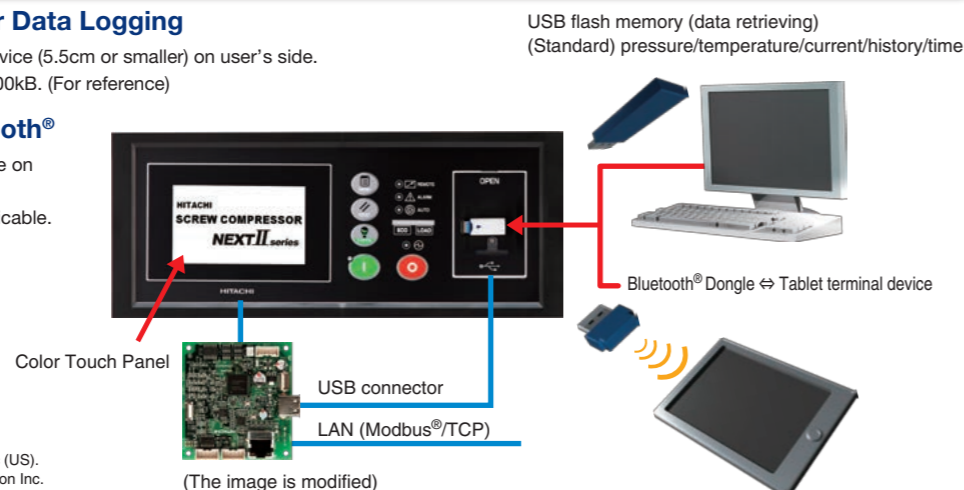 r Data Logging
vice (5.5cm or smaller) on user's side.
00kB. (For reference)
oth®
e on
cable.
USB flash memory (data retrieving)
(Standard) pressure/temperature/current/history/time
HITACHI
SCREW COMPRESSOR
NEXTII series
REMOTE
ALARM
AUTO
ECO LOAD
OPEN
HITACHI
Bluetooth® Dongle ⇔ Tablet terminal device
Color Touch Panel
USB connector
LAN (Modbus®/TCP)
(US).
on Inc.
(The image is modified)